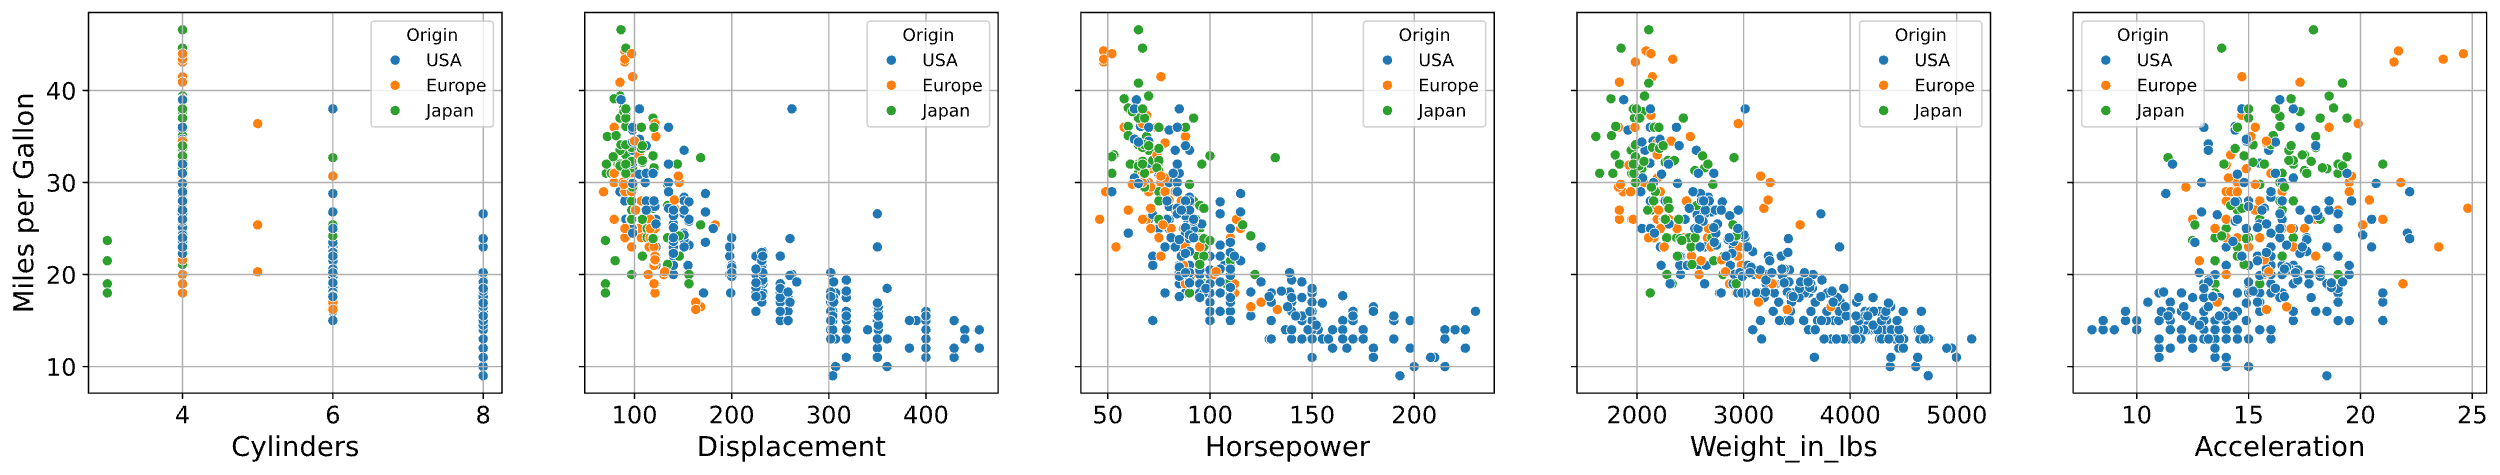 Miles per Gallon
40
30
20
10
4 6 8
Cylinders
Origin
USA
Europe
Japan
100 200 300 400
Displacement
Origin
USA
Europe
Japan
50 100 150 200
Horsepower
Origin
USA
Europe
Japan
2000 3000 4000 5000
Weight_in_lbs
Origin
USA
Europe
Japan
10 15 20 25
Acceleration
Origin
USA
Europe
Japan